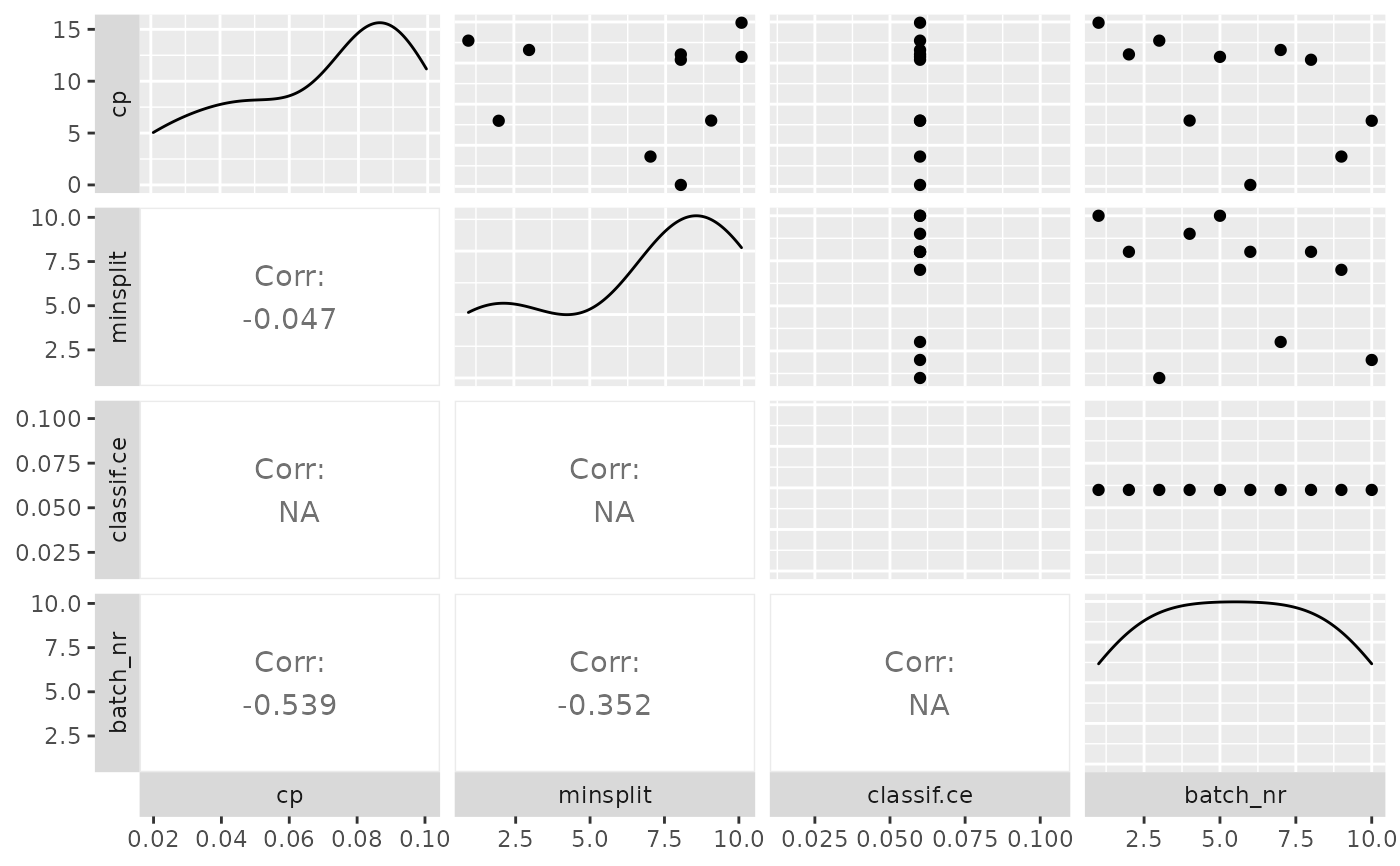 15
10
5
0
cp
10.0
7.5
5.0
2.5
minsplit
Corr:
-0.047
0.100
0.075
0.050
0.025
classif.ce
Corr:
NA
Corr:
NA
10.0
7.5
5.0
2.5
batch_nr
Corr:
-0.539
Corr:
-0.352
Corr:
NA
cp
minsplit
classif.ce
batch_nr
0.02 0.04 0.06 0.08 0.10
2.5 5.0 7.5 10.0
0.025 0.050 0.075 0.100
2.5 5.0 7.5 10.0